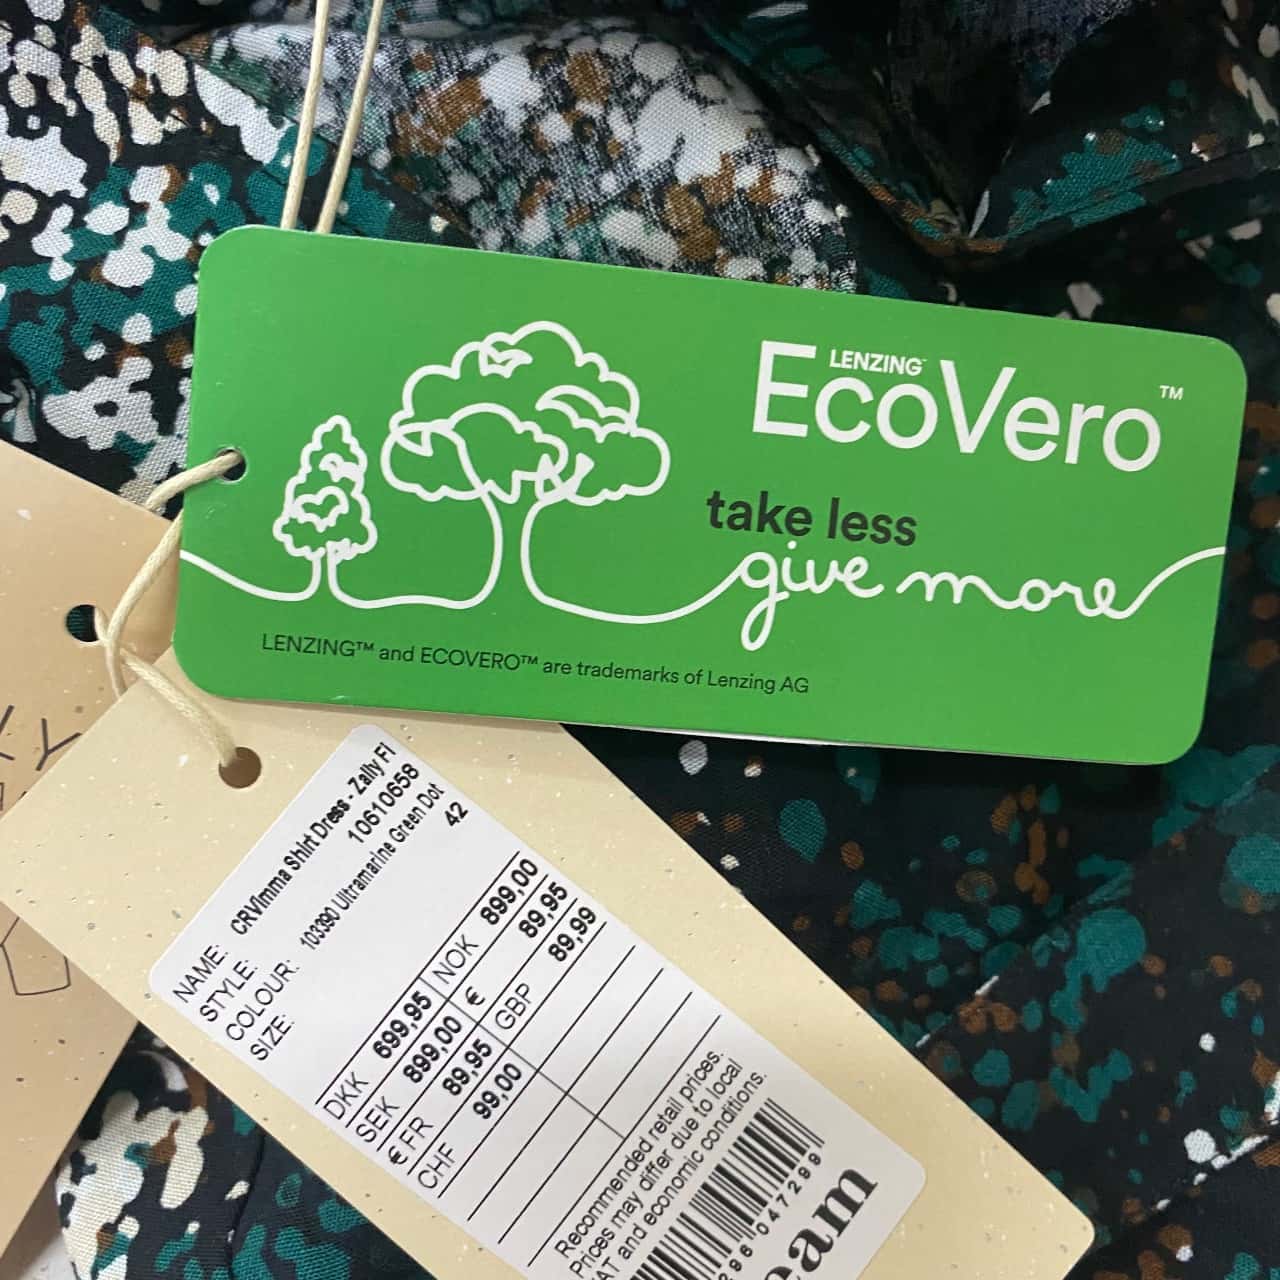 LENZING™
EcoVero™
take less
give more
LENZING™ and ECOVERO™ are trademarks of Lenzing AG
NAME: CRVImma Shirt Dress - Zally Fi
STYLE: 10610658
COLOUR: 103390 Ultramarine Green Dot
SIZE: 42
DKK 699,95 NOK 899,00
SEK 899,00 € 89,95
€ FR 89,95 GBP 89,99
CHF 99,00
Recommended retail prices.
Prices may differ due to local
VAT and economic conditions.